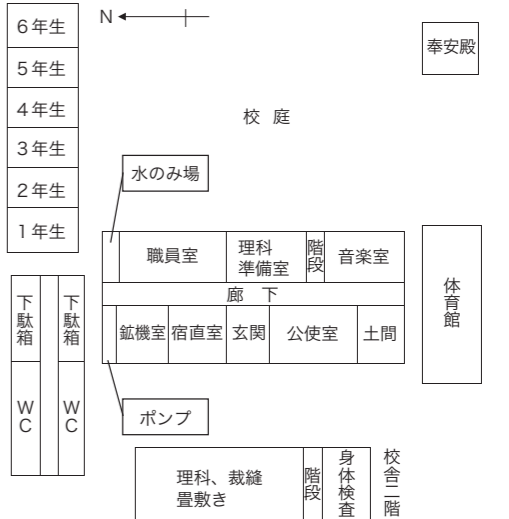 6年生
5年生
4年生
3年生
2年生
1年生
N
奉安殿
校庭
水のみ場
職員室
理科
準備室
階段
音楽室
廊下
鉱機室
宿直室
玄関
公使室
土間
体育館
下駄箱
下駄箱
WC
WC
ポンプ
理科、裁縫
畳敷き
階段
身体検査
校舎二階